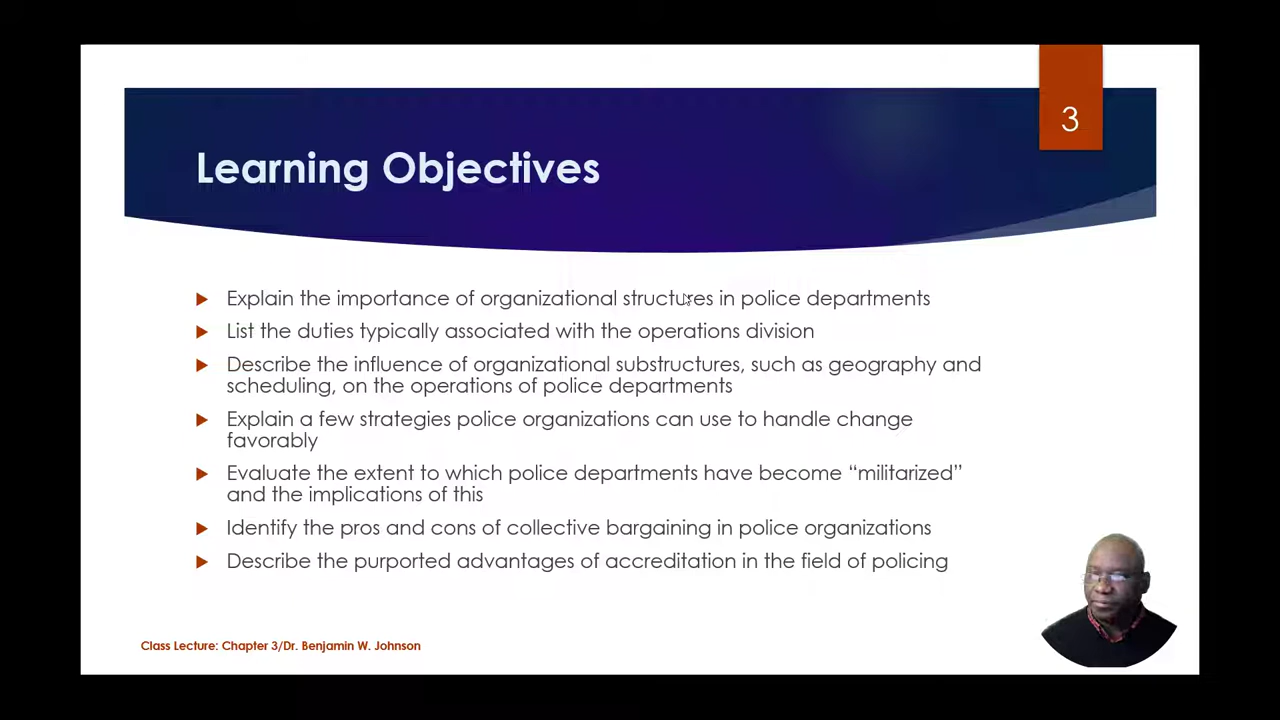 3
Learning Objectives
Explain the importance of organizational structures in police departments
List the duties typically associated with the operations division
Describe the influence of organizational substructures, such as geography and
scheduling, on the operations of police departments
Explain a few strategies police organizations can use to handle change
favorably
Evaluate the extent to which police departments have become “militarized”
and the implications of this
Identify the pros and cons of collective bargaining in police organizations
Describe the purported advantages of accreditation in the field of policing
Class Lecture: Chapter 3/Dr. Benjamin W. Johnson